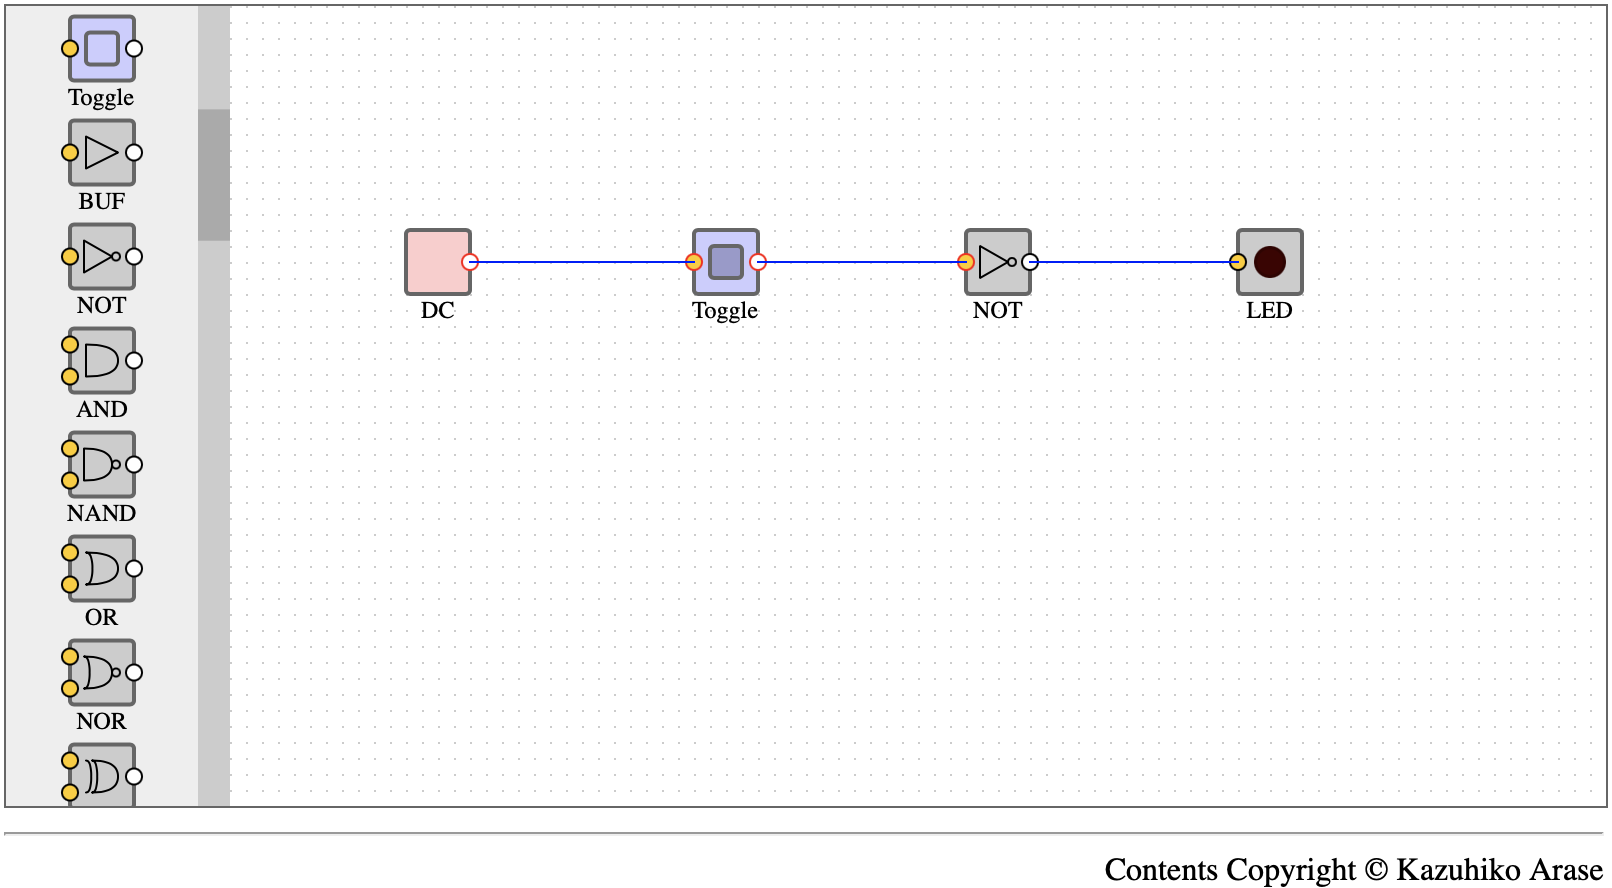 Toggle
BUF
NOT
AND
NAND
OR
NOR
DC
Toggle
NOT
LED
Contents Copyright © Kazuhiko Arase